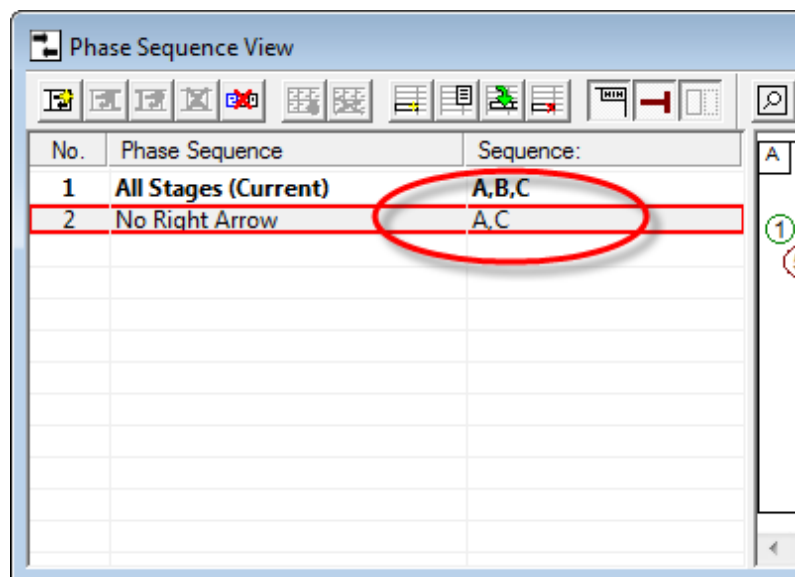 Phase Sequence View
No. Phase Sequence Sequence:
1 All Stages (Current) A,B,C
2 No Right Arrow A,C
A
1